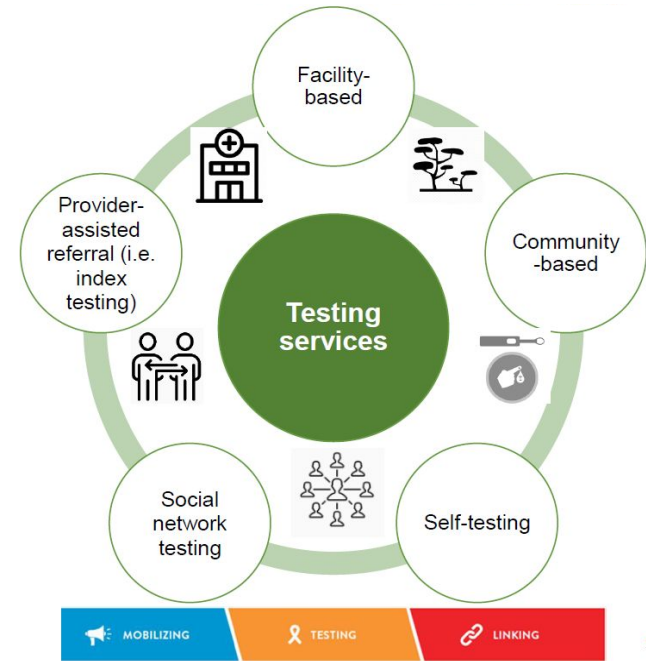 Facility-
based
Provider-
assisted
referral (i.e.
index
testing)
Community
-based
Testing
services
Social
network
testing
Self-testing
MOBILIZING
TESTING
LINKING